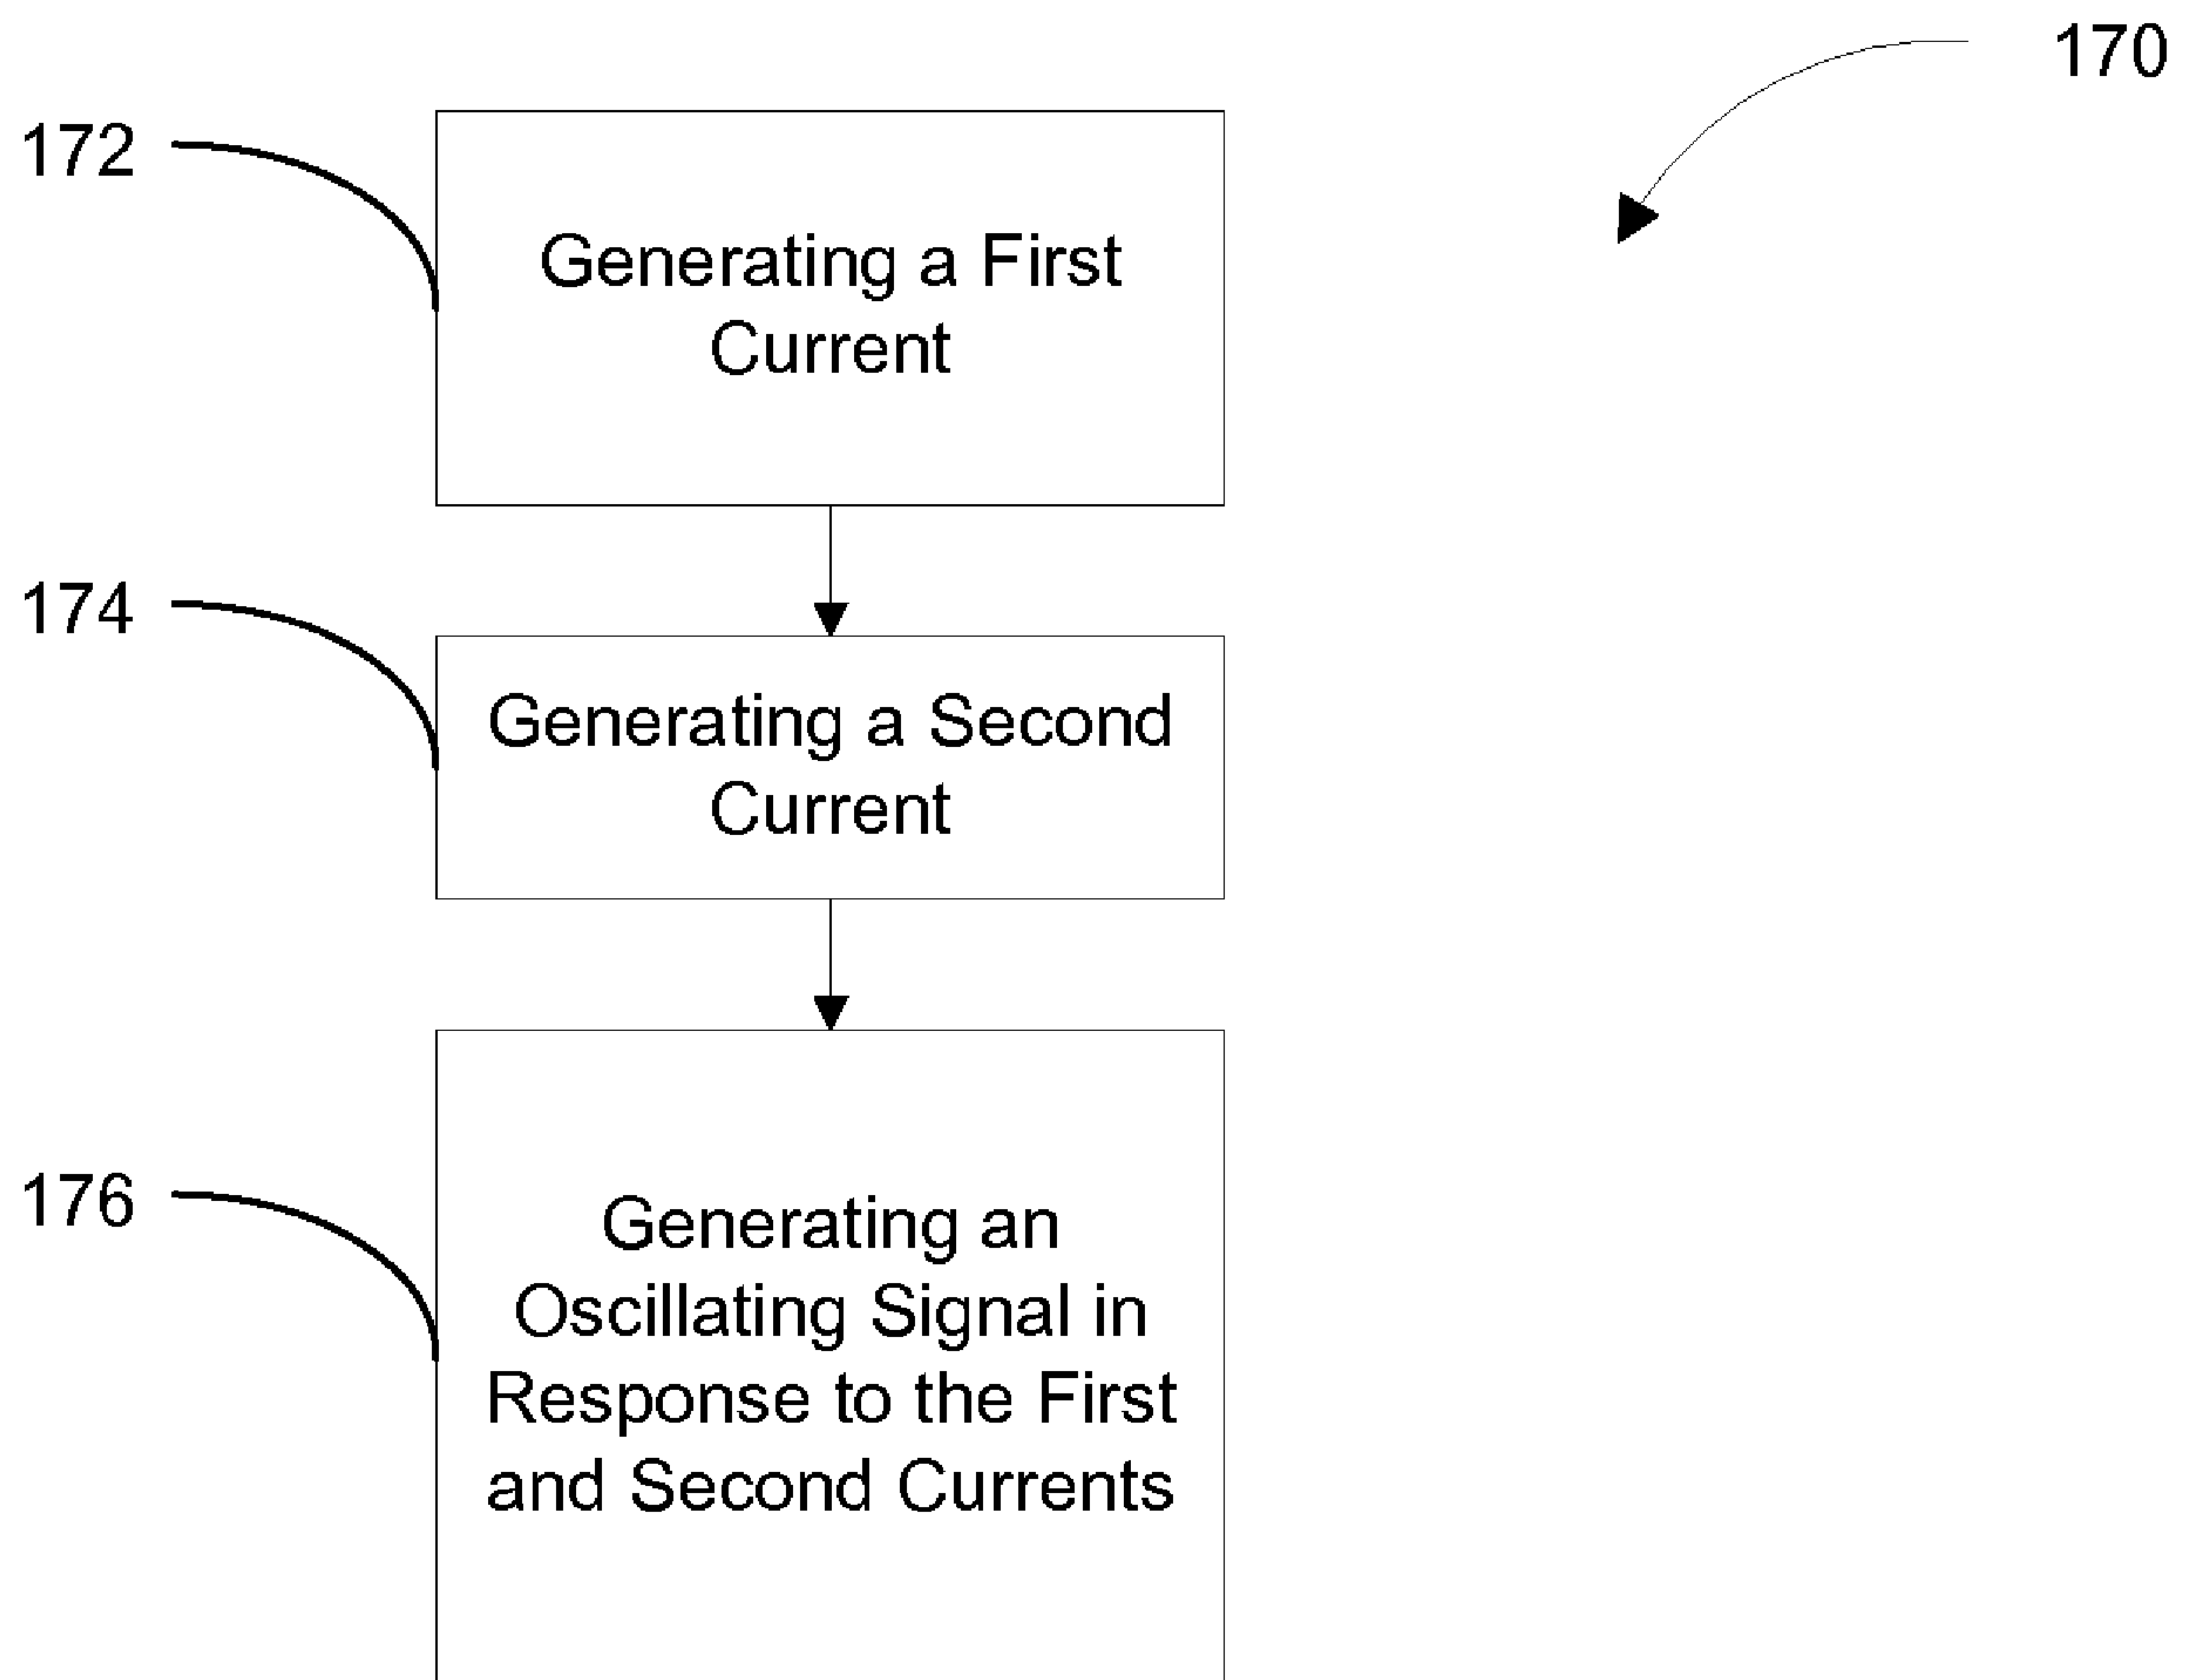 170
172
Generating a First
Current
174
Generating a Second
Current
176
Generating an
Oscillating Signal in
Response to the First
and Second Currents